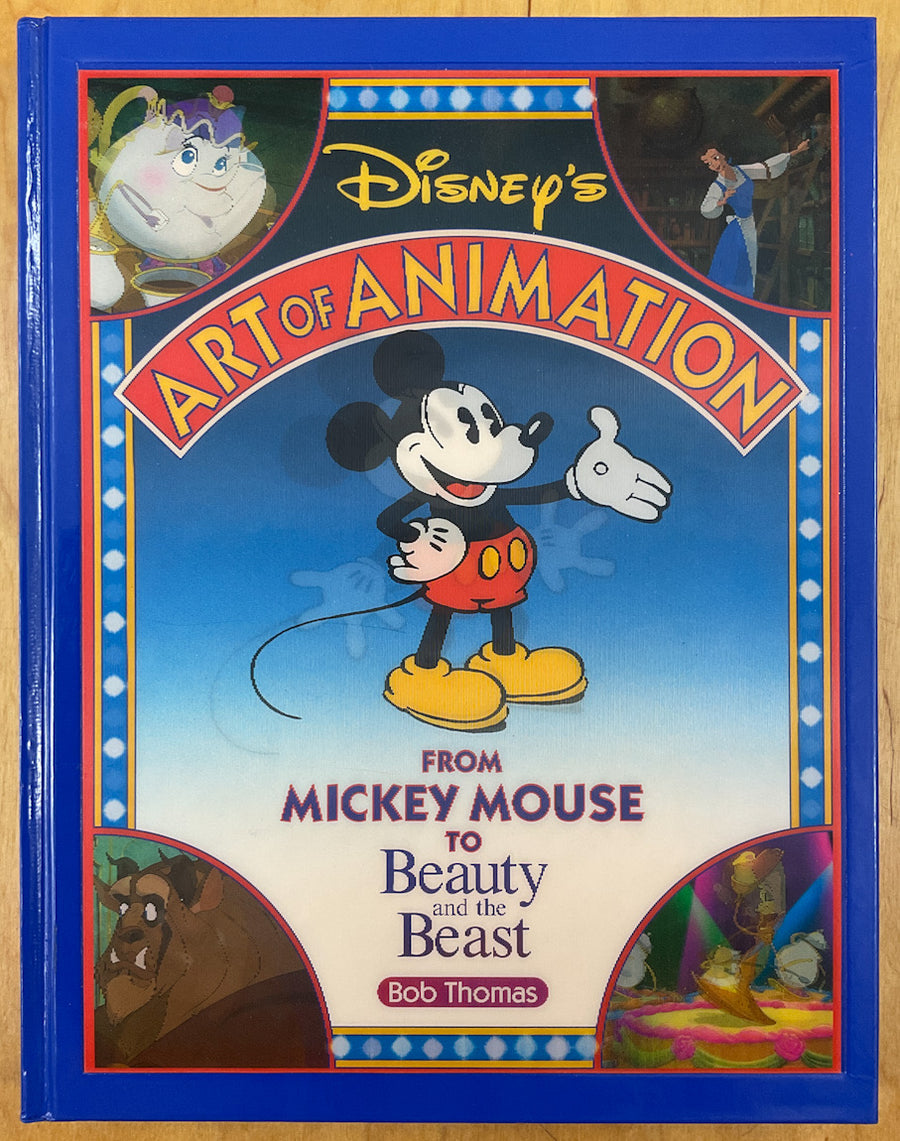 Disney's
ART OF ANIMATION
FROM
MICKEY MOUSE
TO
Beauty
and the
Beast
Bob Thomas